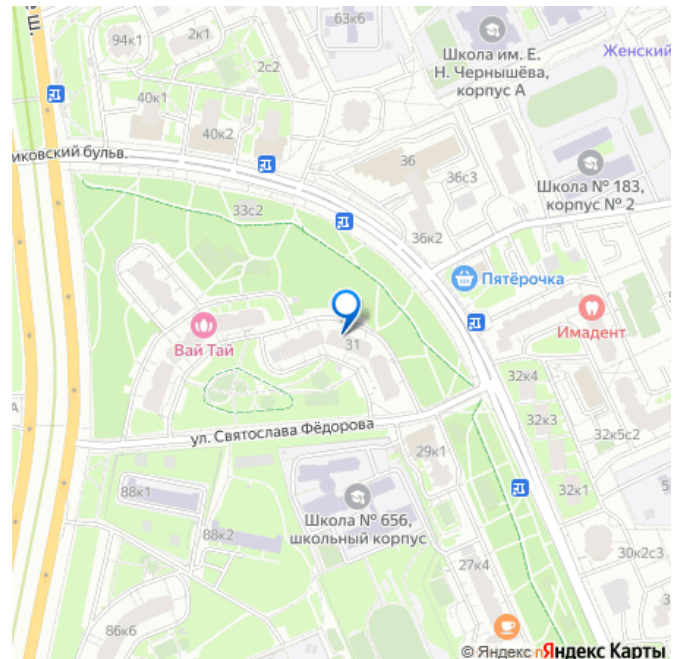 Ш.
94к1
2к1
63к6
2с2
Школа им. Е.
Н. Чернышёва,
корпус А
Женский
40к1
40к2
иковский бульв.
36
36с3
Школа № 183,
корпус № 2
33с2
36к2
Пятёрочка
Имадент
Вай Тай
31
32к4
32к3
32к5с2
ул. Святослава Фёдорова
29к1
88к1
Школа № 656,
школьный корпус
88к2
32к1
30к2с3
27к4
86к6
© Яндекс
Яндекс Карты